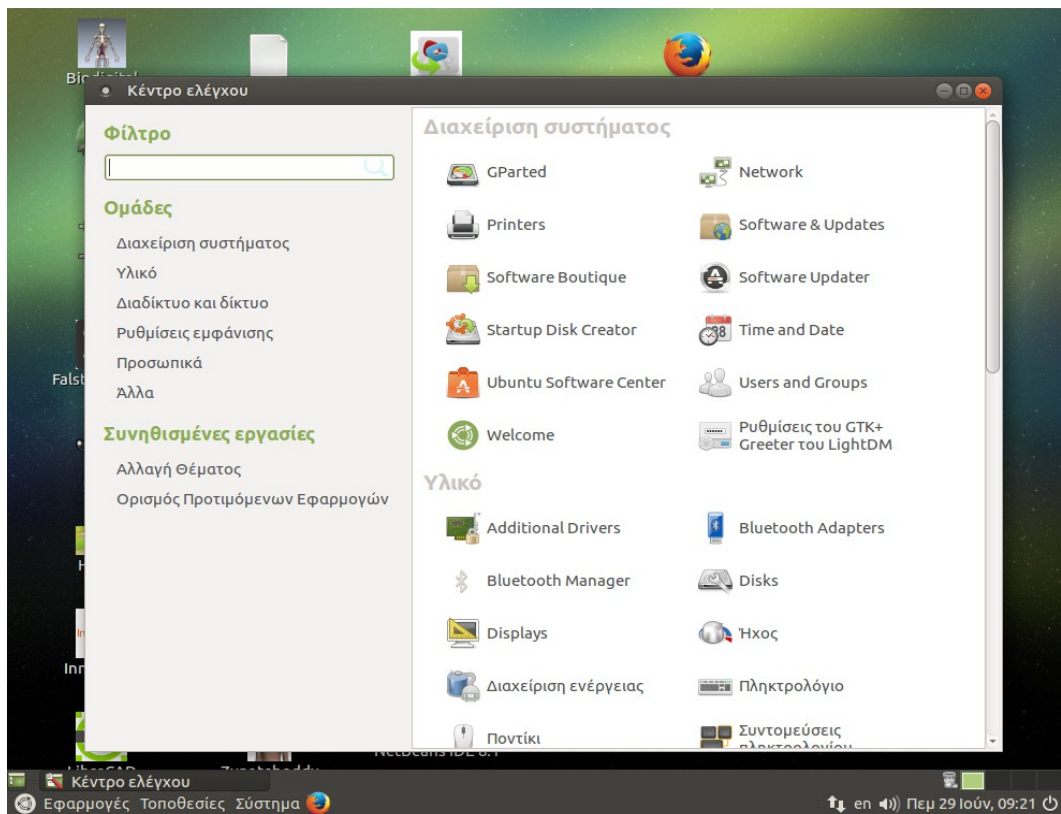 Κέντρο ελέγχου
Φίλτρο
Ομάδες
Διαχείριση συστήματος
Υλικό
Διαδίκτυο και δίκτυο
Ρυθμίσεις εμφάνισης
Προσωπικά
Άλλα
Συνηθισμένες εργασίες
Αλλαγή Θέματος
Ορισμός Προτιμόμενων Εφαρμογών
Διαχείριση συστήματος
GParted
Network
Printers
Software & Updates
Software Boutique
Software Updater
Startup Disk Creator
Time and Date
Ubuntu Software Center
Users and Groups
Welcome
Ρυθμίσεις του GTK+
Greeter του LightDM
Υλικό
Additional Drivers
Bluetooth Adapters
Bluetooth Manager
Disks
Displays
Ήχος
Διαχείριση ενέργειας
Πληκτρολόγιο
Ποντίκι
Συντομεύσεις
πληκτρολογίου
Falst
Inn
Κέντρο ελέγχου
Εφαρμογές Τοποθεσίες Σύστημα
en Πεμ 29 Ιούν, 09:21